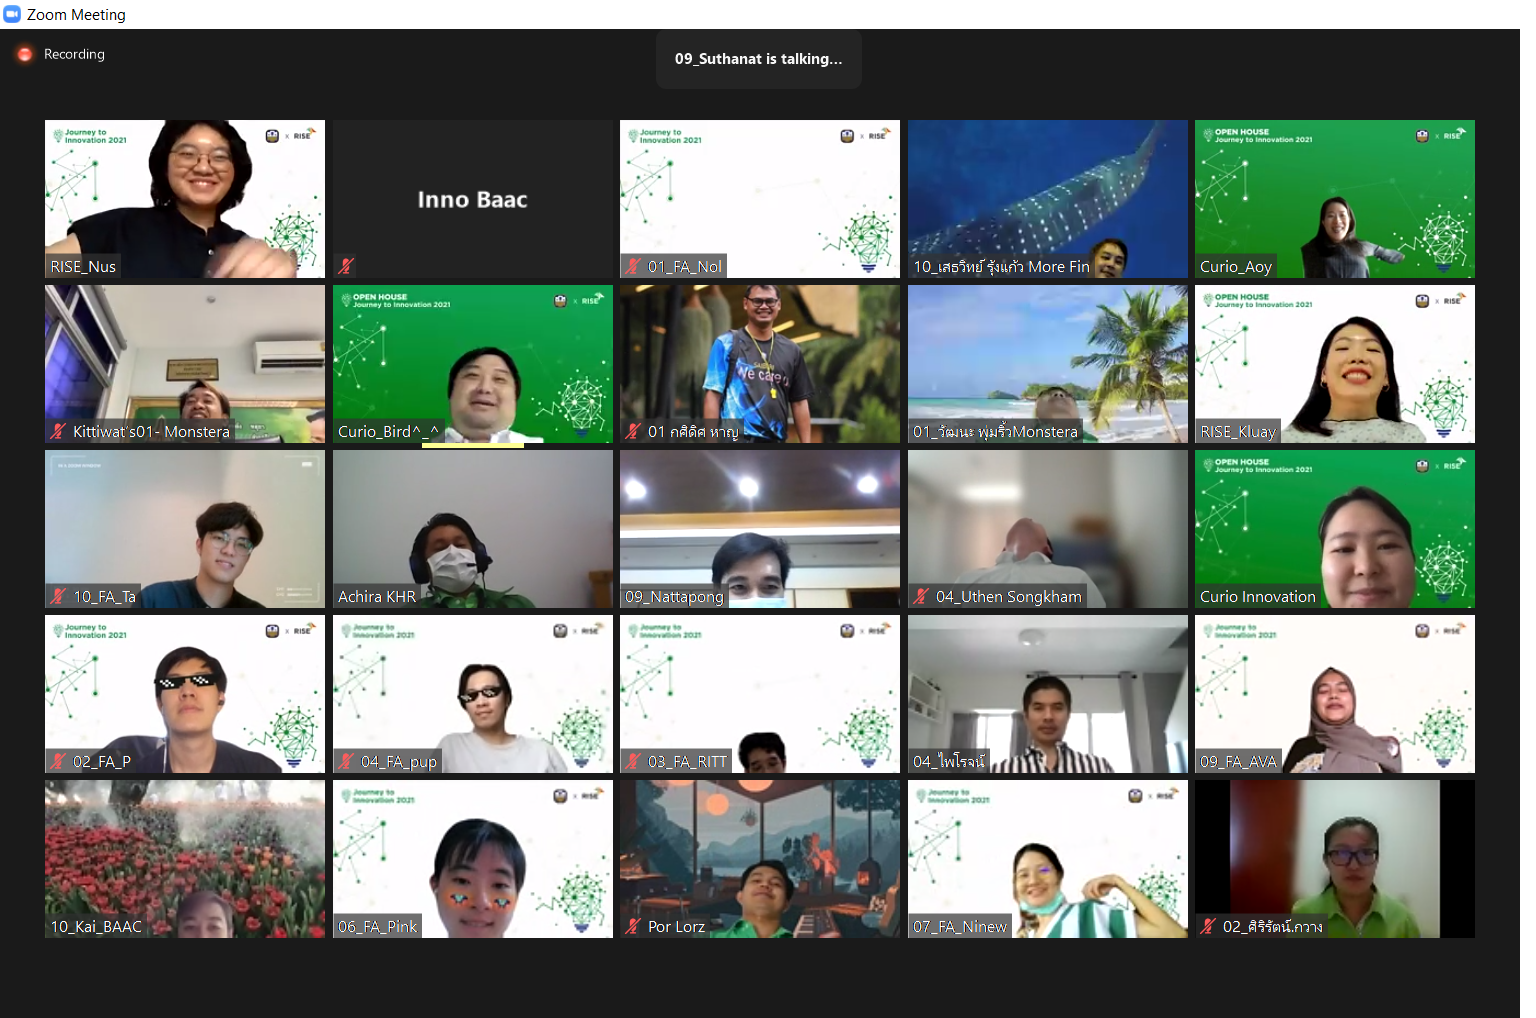 Zoom Meeting
Recording
09_Suthanat is talking...
Journey to
Innovation 2021
x RISE
RISE_Nus
Inno Baac
Journey to
Innovation 2021
x RISE
01_FA_Nol
10_เสธวิทย์ รุ้งแก้ว More Fin
OPEN HOUSE
Journey to Innovation 2021
x RISE
Curio_Aoy
Kittiwat's01- Monstera
OPEN HOUSE
Journey to Innovation 2021
x RISE
Curio_Bird^_^
We care
01 กศิดิศ หาญ
01_วัฒนะ พุ่มริ้วMonstera
OPEN HOUSE
Journey to Innovation 2021
x RISE
RISE_Kluay
10_FA_Ta
Achira KHR
09_Nattapong
04_Uthen Songkham
OPEN HOUSE
Journey to Innovation 2021
x RISE
Curio Innovation
Journey to
Innovation 2021
x RISE
02_FA_P
Journey to
Innovation 2021
x RISE
04_FA_pup
Journey to
Innovation 2021
x RISE
03_FA_RITT
04_ไพโรจน์
Journey to
Innovation 2021
x RISE
09_FA_AVA
10_Kai_BAAC
Journey to
Innovation 2021
x RISE
06_FA_Pink
Por Lorz
Journey to
Innovation 2021
x RISE
07_FA_Ninew
02_ศิริรัตน์.กวาง